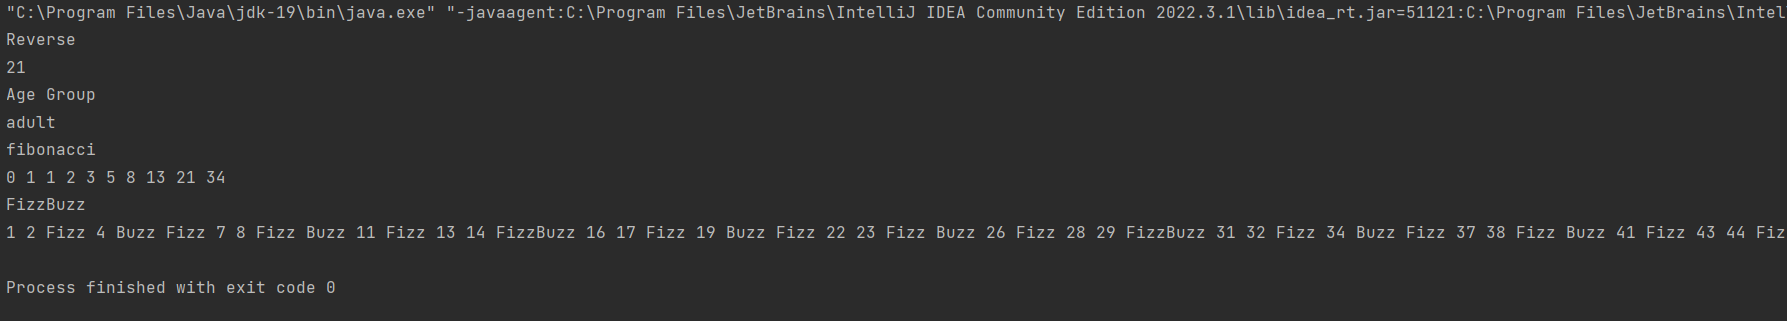 "C:\Program Files\Java\jdk-19\bin\java.exe" "-javaagent:C:\Program Files\JetBrains\IntelliJ IDEA Community Edition 2022.3.1\lib\idea_rt.jar=51121:C:\Program Files\JetBrains\Intel
Reverse
21
Age Group
adult
fibonacci
0 1 1 2 3 5 8 13 21 34
FizzBuzz
1 2 Fizz 4 Buzz Fizz 7 8 Fizz Buzz 11 Fizz 13 14 FizzBuzz 16 17 Fizz 19 Buzz Fizz 22 23 Fizz Buzz 26 Fizz 28 29 FizzBuzz 31 32 Fizz 34 Buzz Fizz 37 38 Fizz Buzz 41 Fizz 43 44 Fiz
Process finished with exit code 0